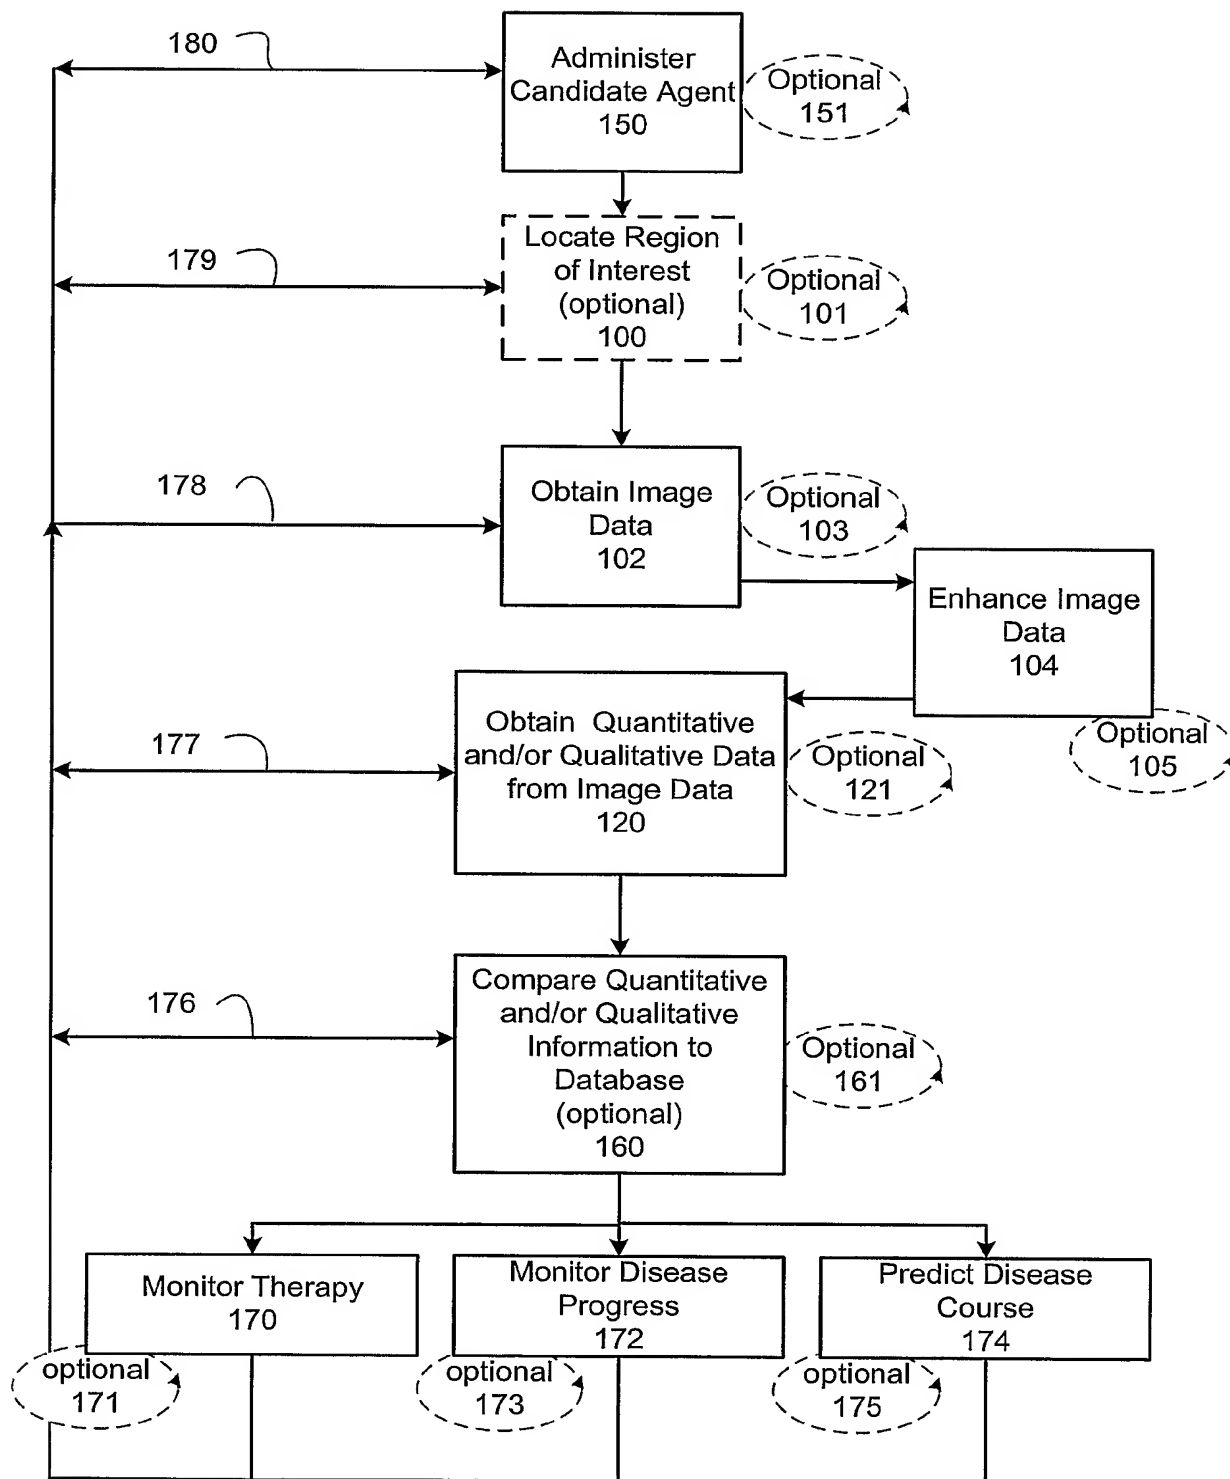 180
Administer
Candidate Agent
150
Optional
151
179
Locate Region
of Interest
(optional)
100
Optional
101
178
Obtain Image
Data
102
Optional
103
Enhance Image
Data
104
Optional
105
177
Obtain Quantitative
and/or Qualitative Data
from Image Data
120
Optional
121
176
Compare Quantitative
and/or Qualitative
Information to
Database
(optional)
160
Optional
161
Monitor Therapy
170
optional
171
Monitor Disease
Progress
172
optional
173
Predict Disease
Course
174
optional
175